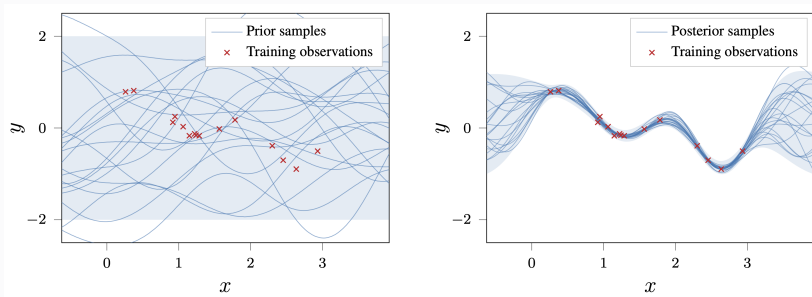 Prior samples
Training observations
2
0
−2
y
0
1
2
3
x
Posterior samples
Training observations
2
0
−2
y
0
1
2
3
x